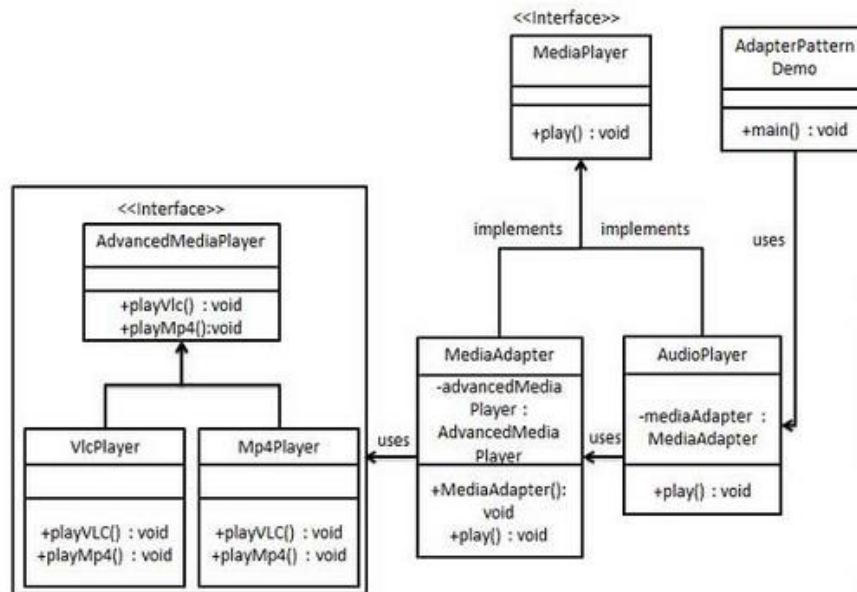 <<Interface>>
MediaPlayer
+play() : void
AdapterPattern
Demo
+main() : void
implements
implements
uses
<<Interface>>
AdvancedMediaPlayer
+playVlc() : void
+playMp4():void
VlcPlayer
+playVLC() : void
+playMp4() : void
Mp4Player
+playVLC() : void
+playMp4() : void
uses
MediaAdapter
-advancedMedia
Player :
AdvancedMedia
Player
+MediaAdapter():
void
+play() : void
uses
AudioPlayer
-mediaAdapter :
MediaAdapter
+play() : void